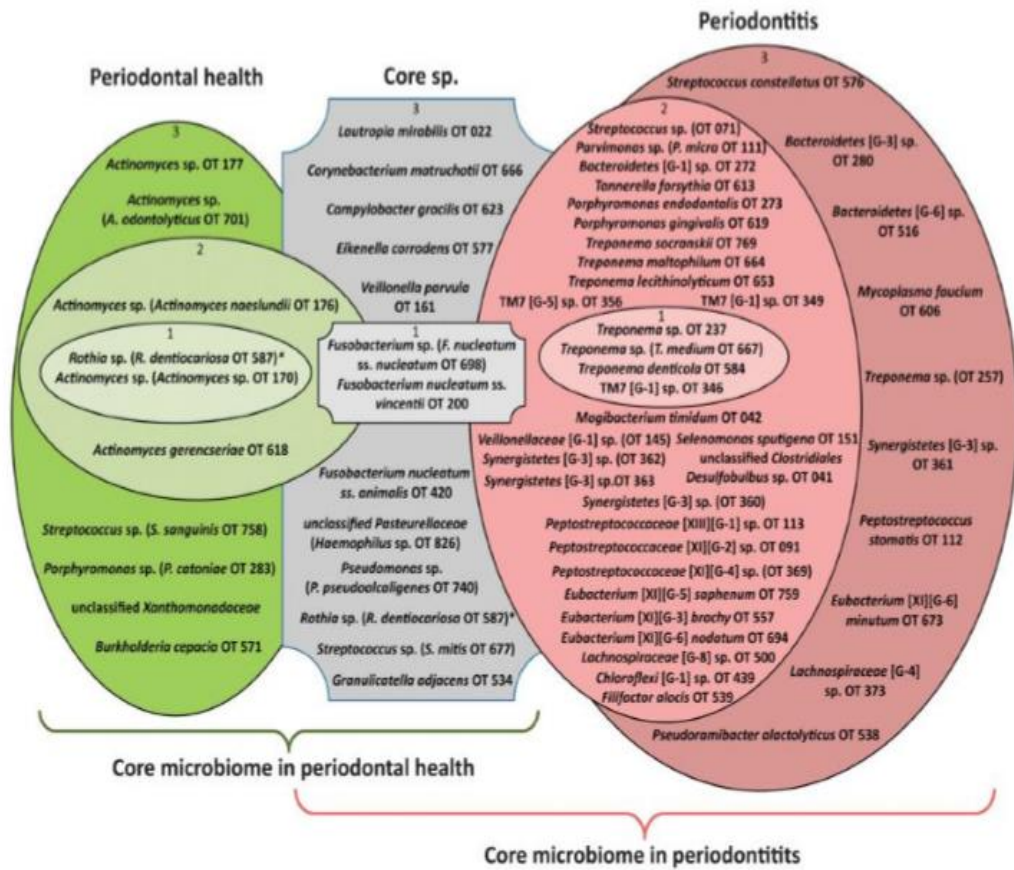 Periodontal health
3
Actinomyces sp. OT 177
Actinomyces sp.
(A. odontolyticus OT 701)
2
Actinomyces sp. (Actinomyces naeslundii OT 176)
1
Rothia sp. (R. dentiocariosa OT 587)*
Actinomyces sp. (Actinomyces sp. OT 170)
Actinomyces gerencseriae OT 618
Streptococcus sp. (S. sanguinis OT 758)
Porphyromonas sp. (P. catoniae OT 283)
unclassified Xanthomonadaceae
Burkholderia cepacia OT 571
Core sp.
3
Lautropia mirabilis OT 022
Corynebacterium matruchotii OT 666
Campylobacter gracilis OT 623
Eikenella corrodens OT 577
Veillonella parvula
OT 161
1
Fusobacterium sp. (F. nucleatum
ss. nucleatum OT 698)
Fusobacterium nucleatum ss.
vincentii OT 200
Fusobacterium nucleatum
ss. animalis OT 420
unclassified Pasteurellaceae
(Haemophilus sp. OT 826)
Pseudomonas sp.
(P. pseudoalcaligenes OT 740)
Rothia sp. (R. dentiocariosa OT 587)*
Streptococcus sp. (S. mitis OT 677)
Granulicatella adjacens OT 534
Periodontitis
3
Streptococcus constellatus OT 576
2
Streptococcus sp. (OT 071)
Parvimonas sp. (P. micra OT 111)
Bacteroidetes [G-1] sp. OT 272
Tannerella forsythia OT 613
Porphyromonas endodontalis OT 273
Porphyromonas gingivalis OT 619
Treponema socranskii OT 769
Treponema maltophilum OT 664
Treponema lecithinolyticum OT 653
TM7 [G-5] sp. OT 356 TM7 [G-1] sp. OT 349
1
Treponema sp. OT 237
Treponema sp. (T. medium OT 667)
Treponema denticola OT 584
TM7 [G-1] sp. OT 346
Mogibacterium timidum OT 042
Veillonellaceae [G-1] sp. (OT 145) Selenomonas sputigena OT 151
Synergistetes [G-3] sp. (OT 362) unclassified Clostridiales
Synergistetes [G-3] sp.OT 363 Desulfobulbus sp. OT 041
Synergistetes [G-3] sp. (OT 360)
Peptostreptococcaceae [XIII][G-1] sp. OT 113
Peptostreptococcaceae [XI][G-2] sp. OT 091
Peptostreptococcaceae [XI][G-4] sp. (OT 369)
Eubacterium [XI][G-5] saphenum OT 759
Eubacterium [XI][G-3] brachy OT 557
Eubacterium [XI][G-6] nodatum OT 694
Lachnospiraceae [G-8] sp. OT 500
Chloroflexi [G-1] sp. OT 439
Filifactor alocis OT 539
Bacteroidetes [G-3] sp.
OT 280
Bacteroidetes [G-6] sp.
OT 516
Mycoplasma faucium
OT 606
Treponema sp. (OT 257)
Synergistetes [G-3] sp.
OT 361
Peptostreptococcus
stomatis OT 112
Eubacterium [XI][G-6]
minutum OT 673
Lachnospiraceae [G-4]
sp. OT 373
Pseudoramibacter alactolyticus OT 538
Core microbiome in periodontal health
Core microbiome in periodontitits